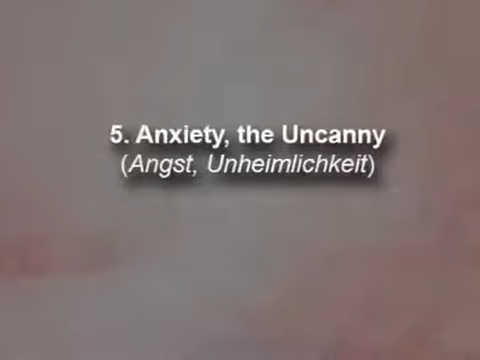 5. Anxiety, the Uncanny
(Angst, Unheimlichkeit)